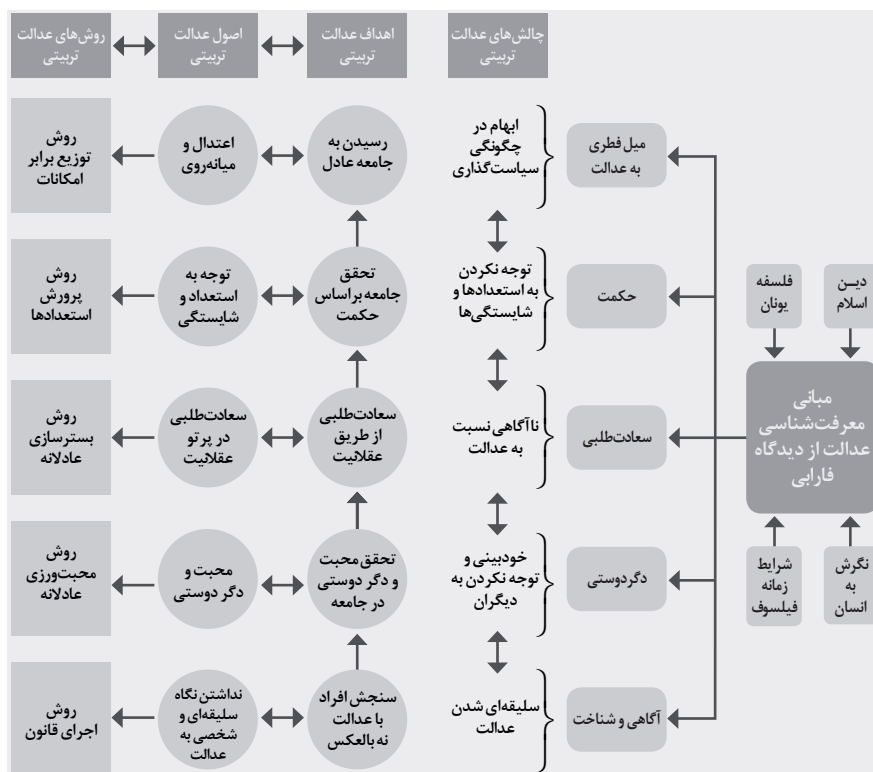 چالش‌های عدالت
تربیتی
اهداف عدالت
تربیتی
اصول عدالت
تربیتی
روش‌های عدالت
تربیتی
دیـن
اسلام
فلسفه
یونان
مبانی
معرفت‌شناسی
عدالت از دیدگاه
فارابی
نگرش
به
انسان
شرایط
زمانه
فیلسوف
میل فطری
به عدالت
ابهام در
چگونگی
سیاست‌گذاری
رسیدن به
جامعه عادل
اعتدال و
میانه‌روی
روش
توزیع برابر
امکانات
حکمت
توجه نکردن
به استعدادها و
شایستگی‌ها
تحقق
جامعه براساس
حکمت
توجه به
استعداد و
شایستگی
روش
پرورش
استعدادها
سعادت‌طلبی
ناآگاهی نسبت
به عدالت
سعادت‌طلبی
از طریق
عقلانیت
سعادت‌طلبی
در پرتو
عقلانیت
روش
بسترسازی
عادلانه
دگردوستی
خودبینی و
توجه نکردن به
دیگران
تحقق محبت
و دگر دوستی
در جامعه
محبت و
دگر دوستی
روش
محبت‌ورزی
عادلانه
آگاهی و شناخت
سلیقه‌ای شدن
عدالت
سنجش افراد
با عدالت
نه بالعکس
نداشتن نگاه
سلیقه‌ای و
شخصی به
عدالت
روش
اجرای قانون